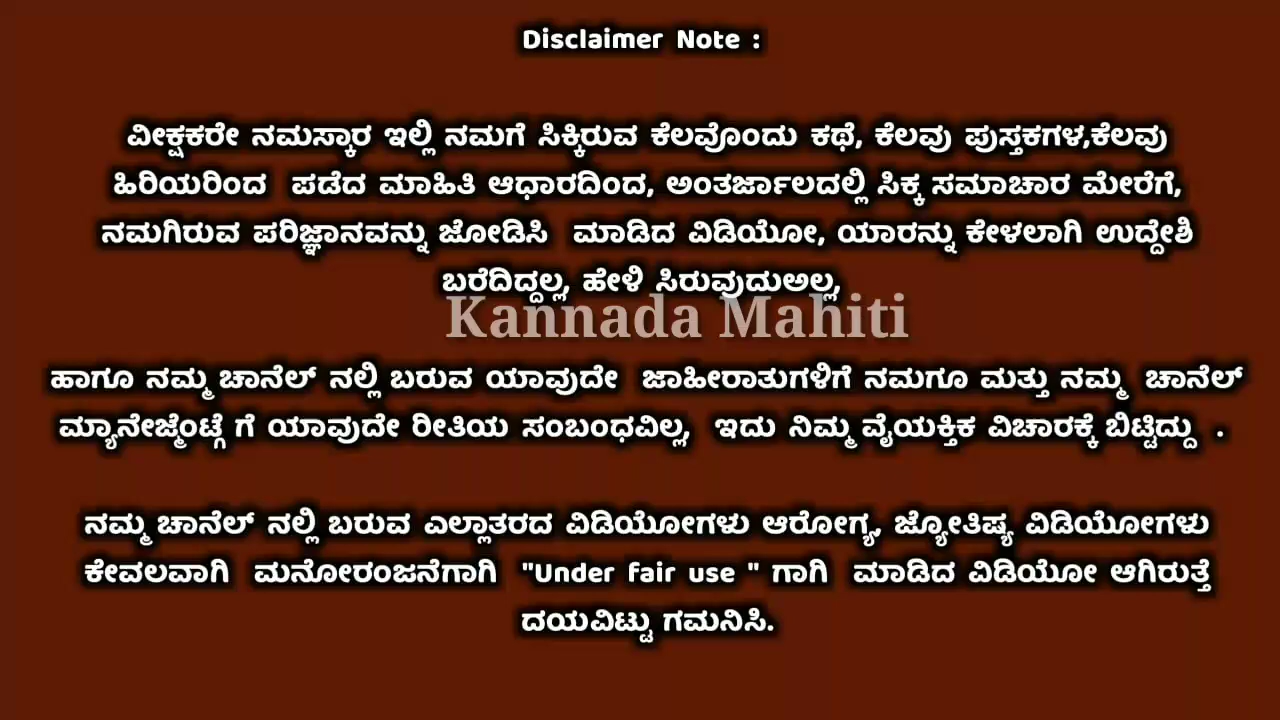 Disclaimer Note :
ವೀಕ್ಷಕರೇ ನಮಸ್ಕಾರ ಇಲ್ಲಿ ನಮಗೆ ಸಿಕ್ಕಿರುವ ಕೆಲವೊಂದು ಕಥೆ, ಕೆಲವು ಪುಸ್ತಕಗಳ,ಕೆಲವು
ಹಿರಿಯರಿಂದ ಪಡೆದ ಮಾಹಿತಿ ಆಧಾರದಿಂದ, ಅಂತರ್ಜಾಲದಲ್ಲಿ ಸಿಕ್ಕ ಸಮಾಚಾರ ಮೇರೆಗೆ,
ನಮಗಿರುವ ಪರಿಜ್ಞಾನವನ್ನು ಜೋಡಿಸಿ ಮಾಡಿದ ವಿಡಿಯೋ, ಯಾರನ್ನು ಕೇಳಲಾಗಿ ಉದ್ದೇಶಿ
ಬರೆದಿದ್ದಲ್ಲ, ಹೇಳಿ ಸಿರುವುದುಅಲ್ಲ,
Kannada Mahiti
ಹಾಗೂ ನಮ್ಮ ಚಾನೆಲ್ ನಲ್ಲಿ ಬರುವ ಯಾವುದೇ ಜಾಹೀರಾತುಗಳಿಗೆ ನಮಗೂ ಮತ್ತು ನಮ್ಮ ಚಾನೆಲ್
ಮ್ಯಾನೇಜ್ಮೆಂಟ್ಗೆ ಗೆ ಯಾವುದೇ ರೀತಿಯ ಸಂಬಂಧವಿಲ್ಲ, ಇದು ನಿಮ್ಮ ವೈಯಕ್ತಿಕ ವಿಚಾರಕ್ಕೆ ಬಿಟ್ಟಿದ್ದು .
ನಮ್ಮ ಚಾನೆಲ್ ನಲ್ಲಿ ಬರುವ ಎಲ್ಲಾತರದ ವಿಡಿಯೋಗಳು ಆರೋಗ್ಯ, ಜ್ಯೋತಿಷ್ಯ ವಿಡಿಯೋಗಳು
ಕೇವಲವಾಗಿ ಮನೋರಂಜನೆಗಾಗಿ "Under fair use " ಗಾಗಿ ಮಾಡಿದ ವಿಡಿಯೋ ಆಗಿರುತ್ತೆ
ದಯವಿಟ್ಟು ಗಮನಿಸಿ.